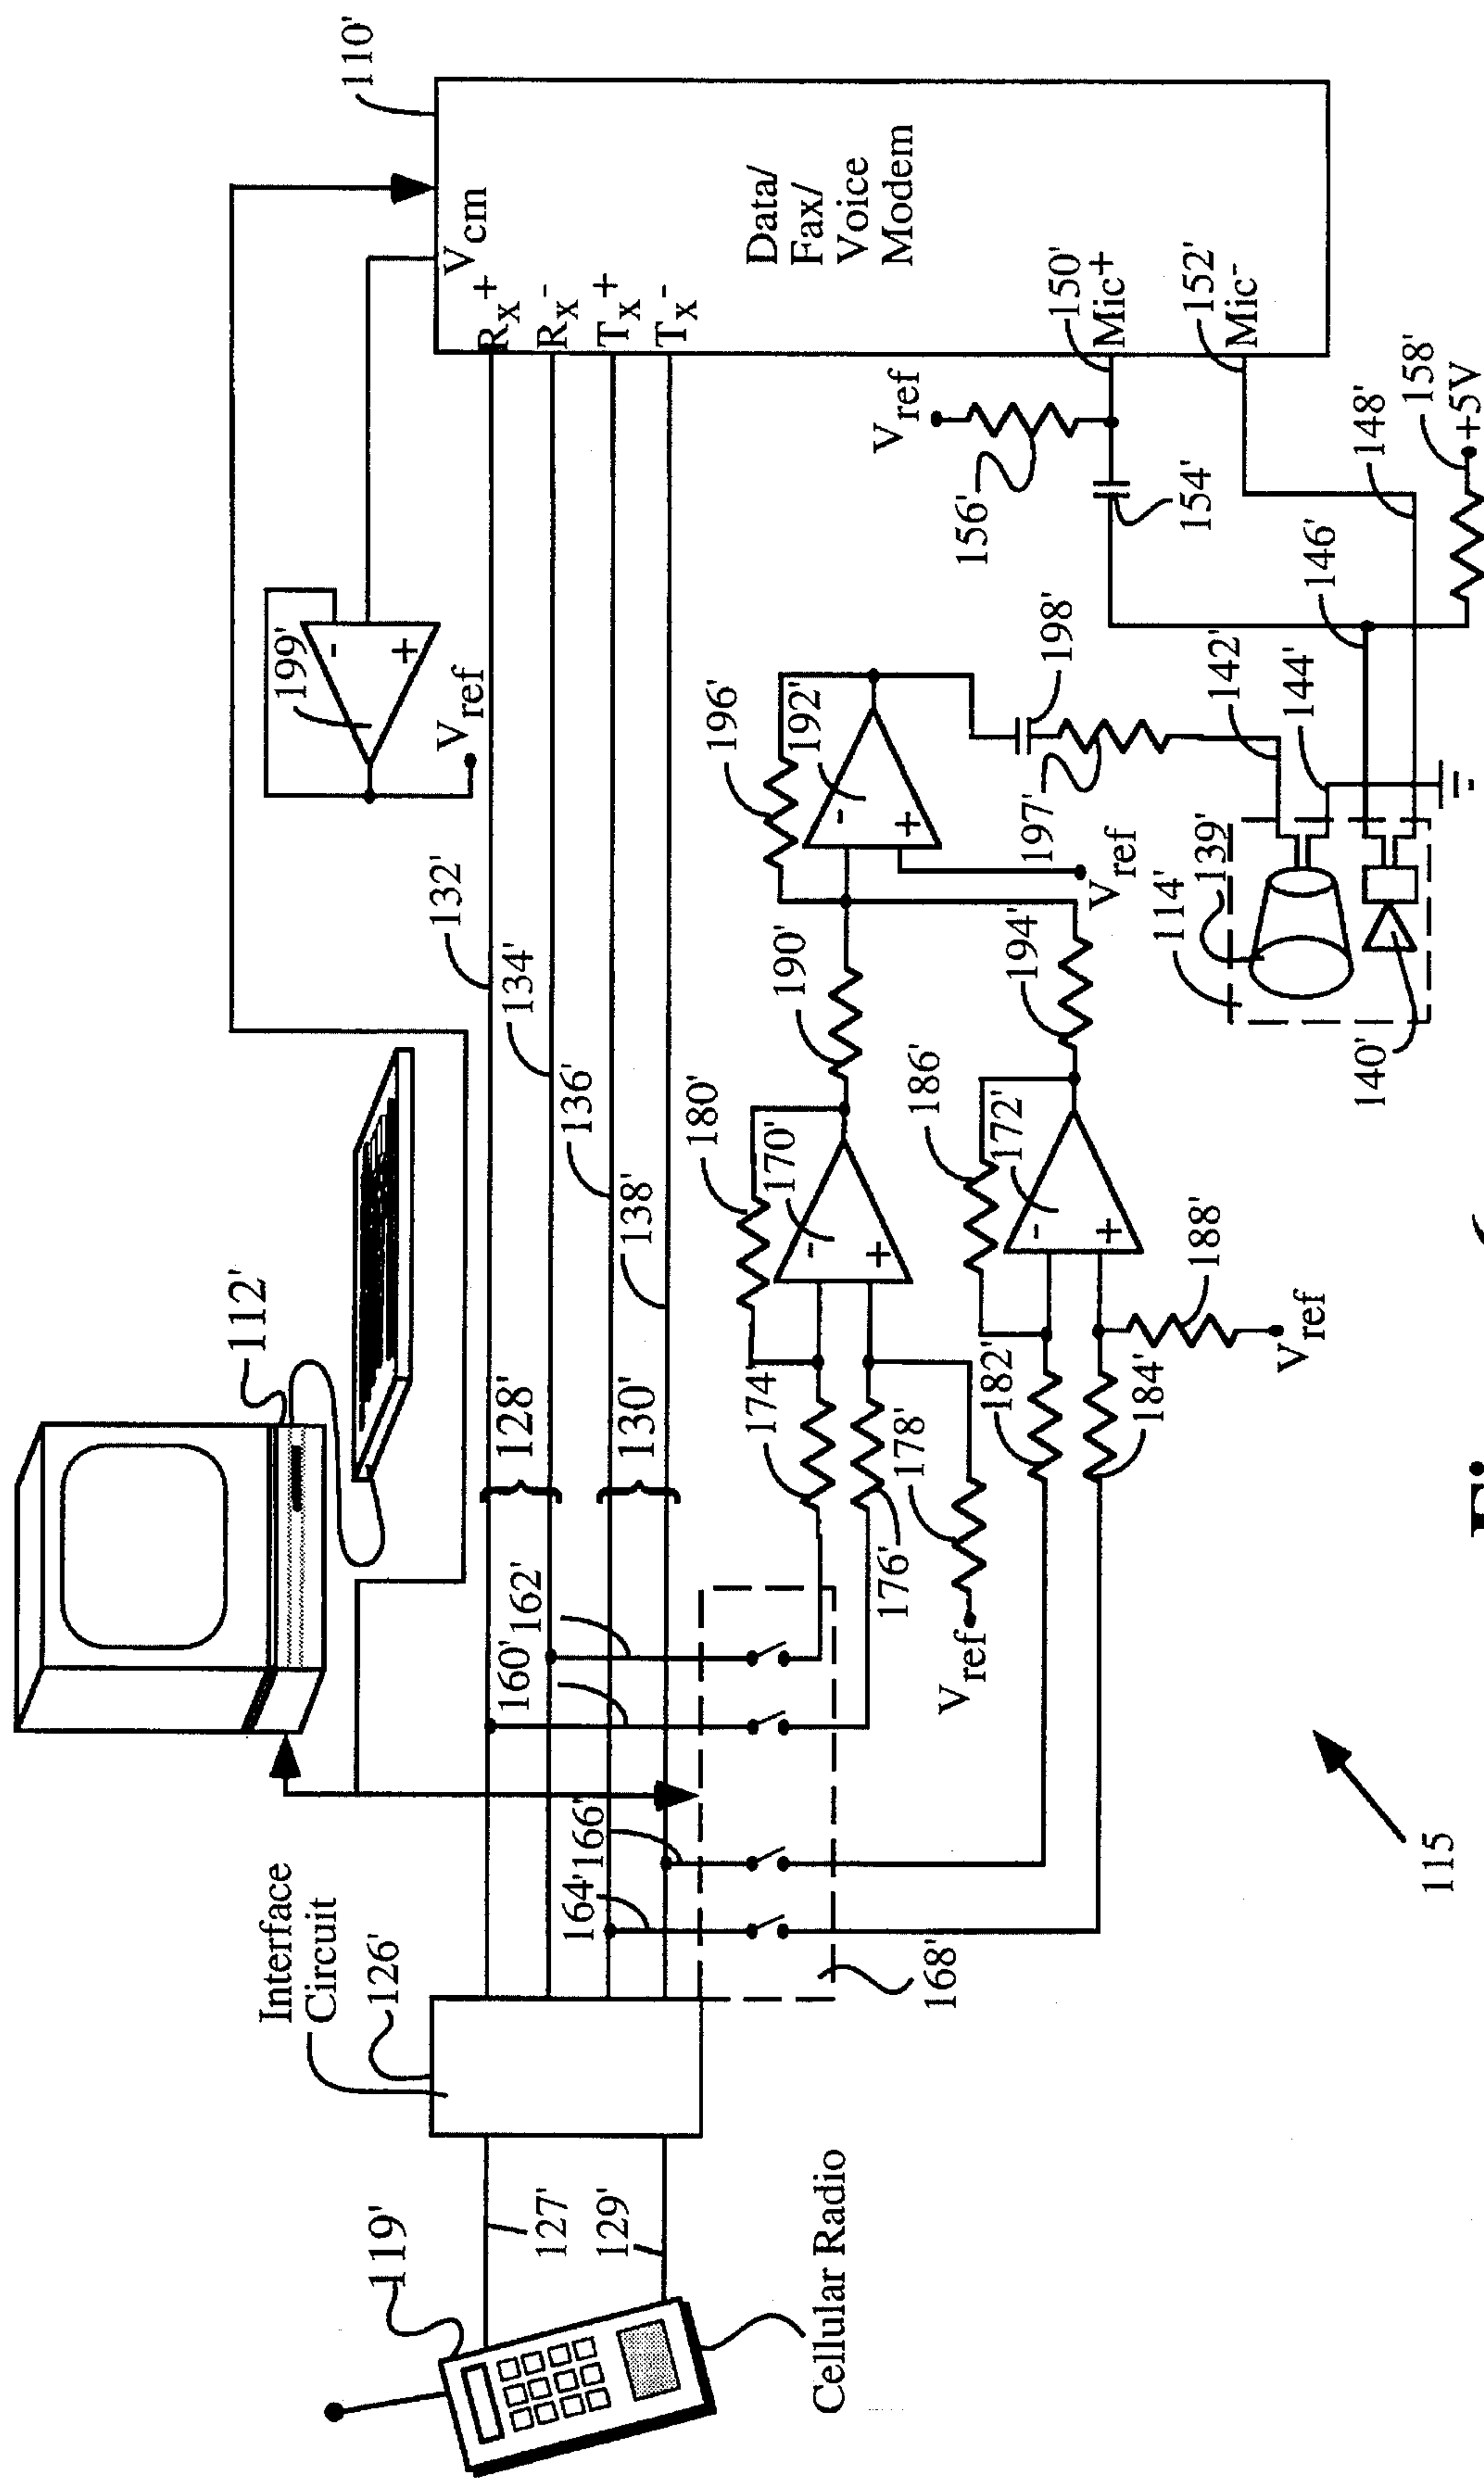 119'
Cellular Radio
127'
129'
Interface
Circuit
126'
112'
128'
130'
132'
134'
136'
138'
160'
162'
164'
166'
168'
174'
176'
178'
Vref
180'
170'
-
+
182'
184'
186'
172'
-
+
188'
Vref
190'
194'
196'
192'
-
+
Vref
198'
197'
199'
-
+
Vref
114'
139'
140'
142'
144'
146'
148'
158'
+5V
154'
156'
Vref
150'
Mic+
152'
Mic-
110'
Vcm
Rx+
Rx-
Tx+
Tx-
Data/
Fax/
Voice
Modem
115